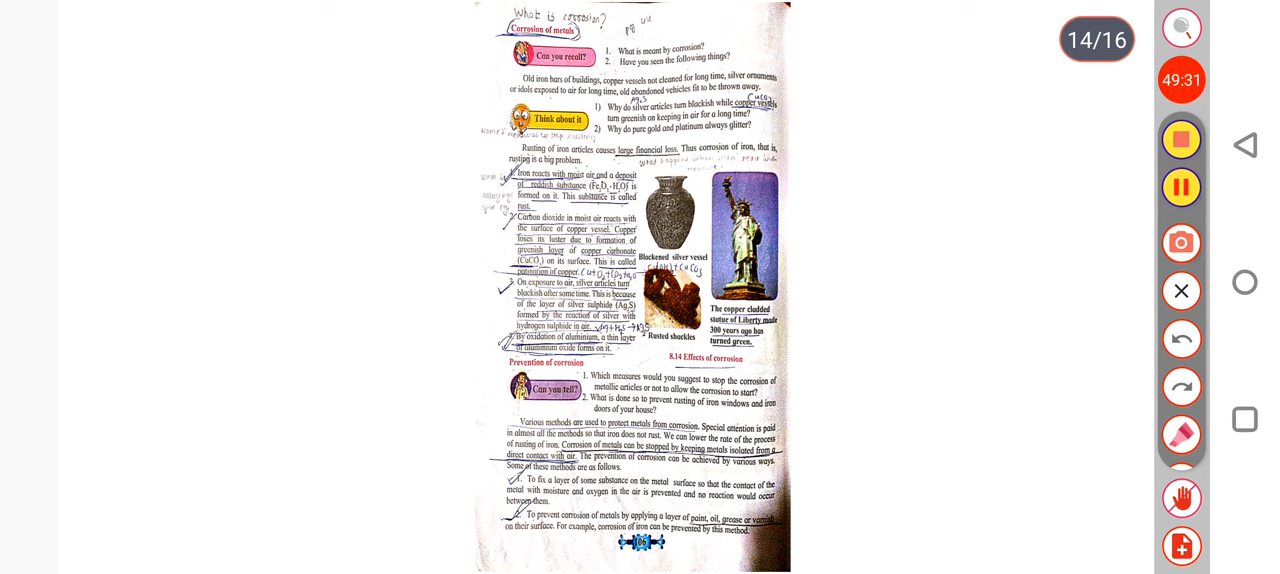 What is corrosion?
pg 44
Corrosion of metals
14/16
49:31
Can you recall?
1. What is meant by corrosion?
2. Have you seen the following things?
Old iron bars of buildings, copper vessels not cleaned for long time, silver ornaments
or idols exposed to air for long time, old abandoned vehicles fit to be thrown away.
Ag2S
CuCO3
Think about it
1) Why do silver articles turn blackish while copper vessels
turn greenish on keeping in air for a long time?
2) Why do pure gold and platinum always glitter?
Rusting of iron articles causes large financial loss. Thus corrosion of iron, that is,
rusting is a big problem.
1. Iron reacts with moist air and a deposit
of reddish substance (Fe2O3·H2O) is
formed on it. This substance is called
rust.
2. Carbon dioxide in moist air reacts with
the surface of copper vessel. Copper
loses its luster due to formation of
greenish layer of copper carbonate
(CuCO3) on its surface. This is called
patination of copper.
3. On exposure to air, silver articles turn
blackish after some time. This is because
of the layer of silver sulphide (Ag2S)
formed by the reaction of silver with
hydrogen sulphide in air.
By oxidation of aluminium, a thin layer
of aluminium oxide forms on it.
Blackened silver vessel
Rusted shackles
The copper cladded
statue of Liberty made
300 years ago has
turned green.
8.14 Effects of corrosion
Prevention of corrosion
Can you tell?
1. Which measures would you suggest to stop the corrosion of
metallic articles or not to allow the corrosion to start?
2. What is done so to prevent rusting of iron windows and iron
doors of your house?
Various methods are used to protect metals from corrosion. Special attention is paid
in almost all the methods so that iron does not rust. We can lower the rate of the process
of rusting of iron. Corrosion of metals can be stopped by keeping metals isolated from a
direct contact with air. The prevention of corrosion can be achieved by various ways.
Some of these methods are as follows.
1. To fix a layer of some substance on the metal surface so that the contact of the
metal with moisture and oxygen in the air is prevented and no reaction would occur
between them.
2. To prevent corrosion of metals by applying a layer of paint, oil, grease or varnish
on their surface. For example, corrosion of iron can be prevented by this method.
106